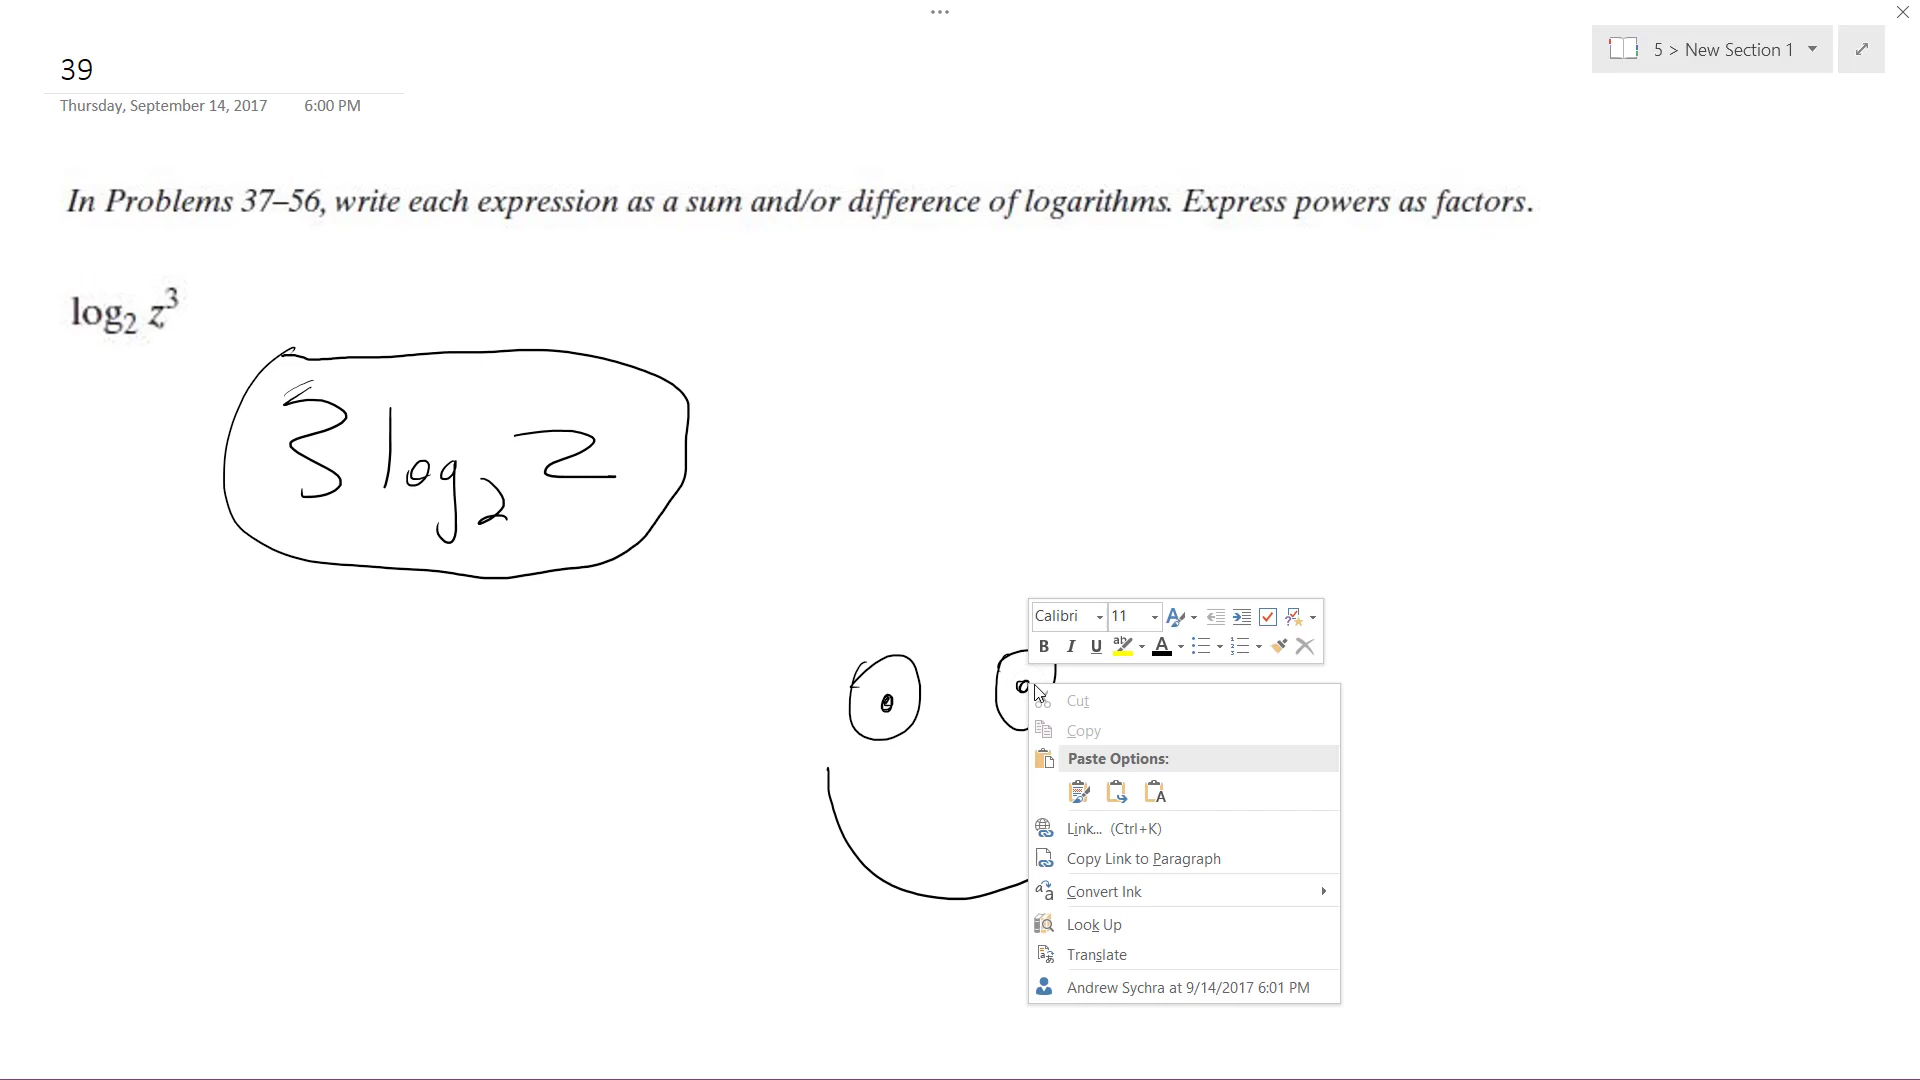 5 > New Section 1
39
Thursday, September 14, 2017 6:00 PM
In Problems 37–56, write each expression as a sum and/or difference of logarithms. Express powers as factors.
log₂ z³
3 log₂ z
Calibri 11
B I U ab A
Cut
Copy
Paste Options:
A
Link... (Ctrl+K)
Copy Link to Paragraph
Convert Ink
Look Up
Translate
Andrew Sychra at 9/14/2017 6:01 PM